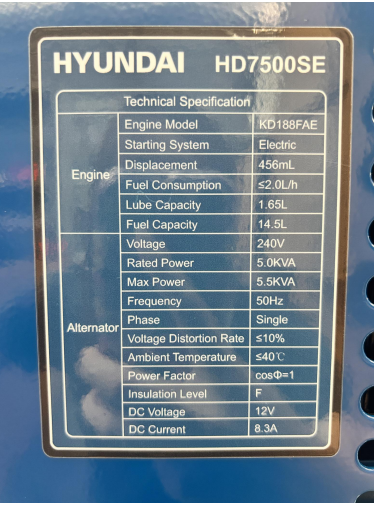 HYUNDAI HD7500SE
Technical Specification
Engine
Engine Model KD188FAE
Starting System Electric
Displacement 456mL
Fuel Consumption ≤2.0L/h
Lube Capacity 1.65L
Fuel Capacity 14.5L
Alternator
Voltage 240V
Rated Power 5.0KVA
Max Power 5.5KVA
Frequency 50Hz
Phase Single
Voltage Distortion Rate ≤10%
Ambient Temperature ≤40℃
Power Factor cosΦ=1
Insulation Level F
DC Voltage 12V
DC Current 8.3A